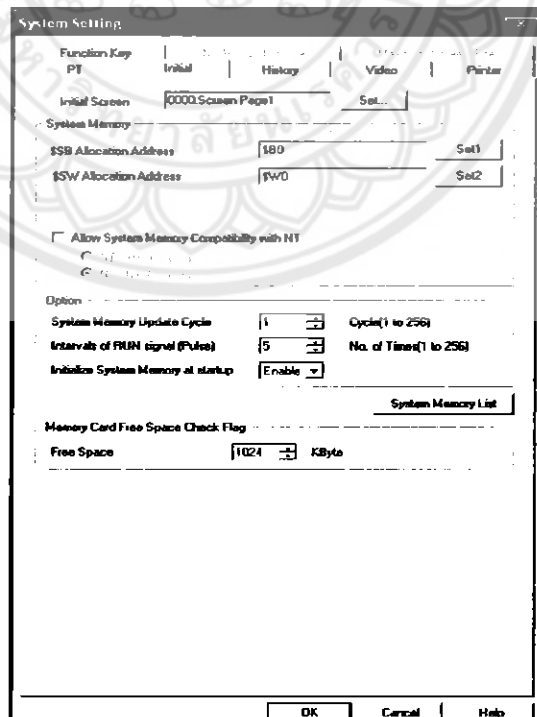 System Setting
Function Key
PT Initial History Video Printer
Initial Screen 0000:Screen Page1 Set...
System Memory
$SB Allocation Address $B0 Set1
$SW Allocation Address $W0 Set2
Allow System Memory Compatibility with NT
Option
System Memory Update Cycle 1 Cycle(1 to 256)
Intervals of RUN signal (Pulse) 5 No. of Times(1 to 256)
Initialize System Memory at startup Enable
System Memory List
Memory Card Free Space Check Flag
Free Space 1024 KByte
OK Cancel Help